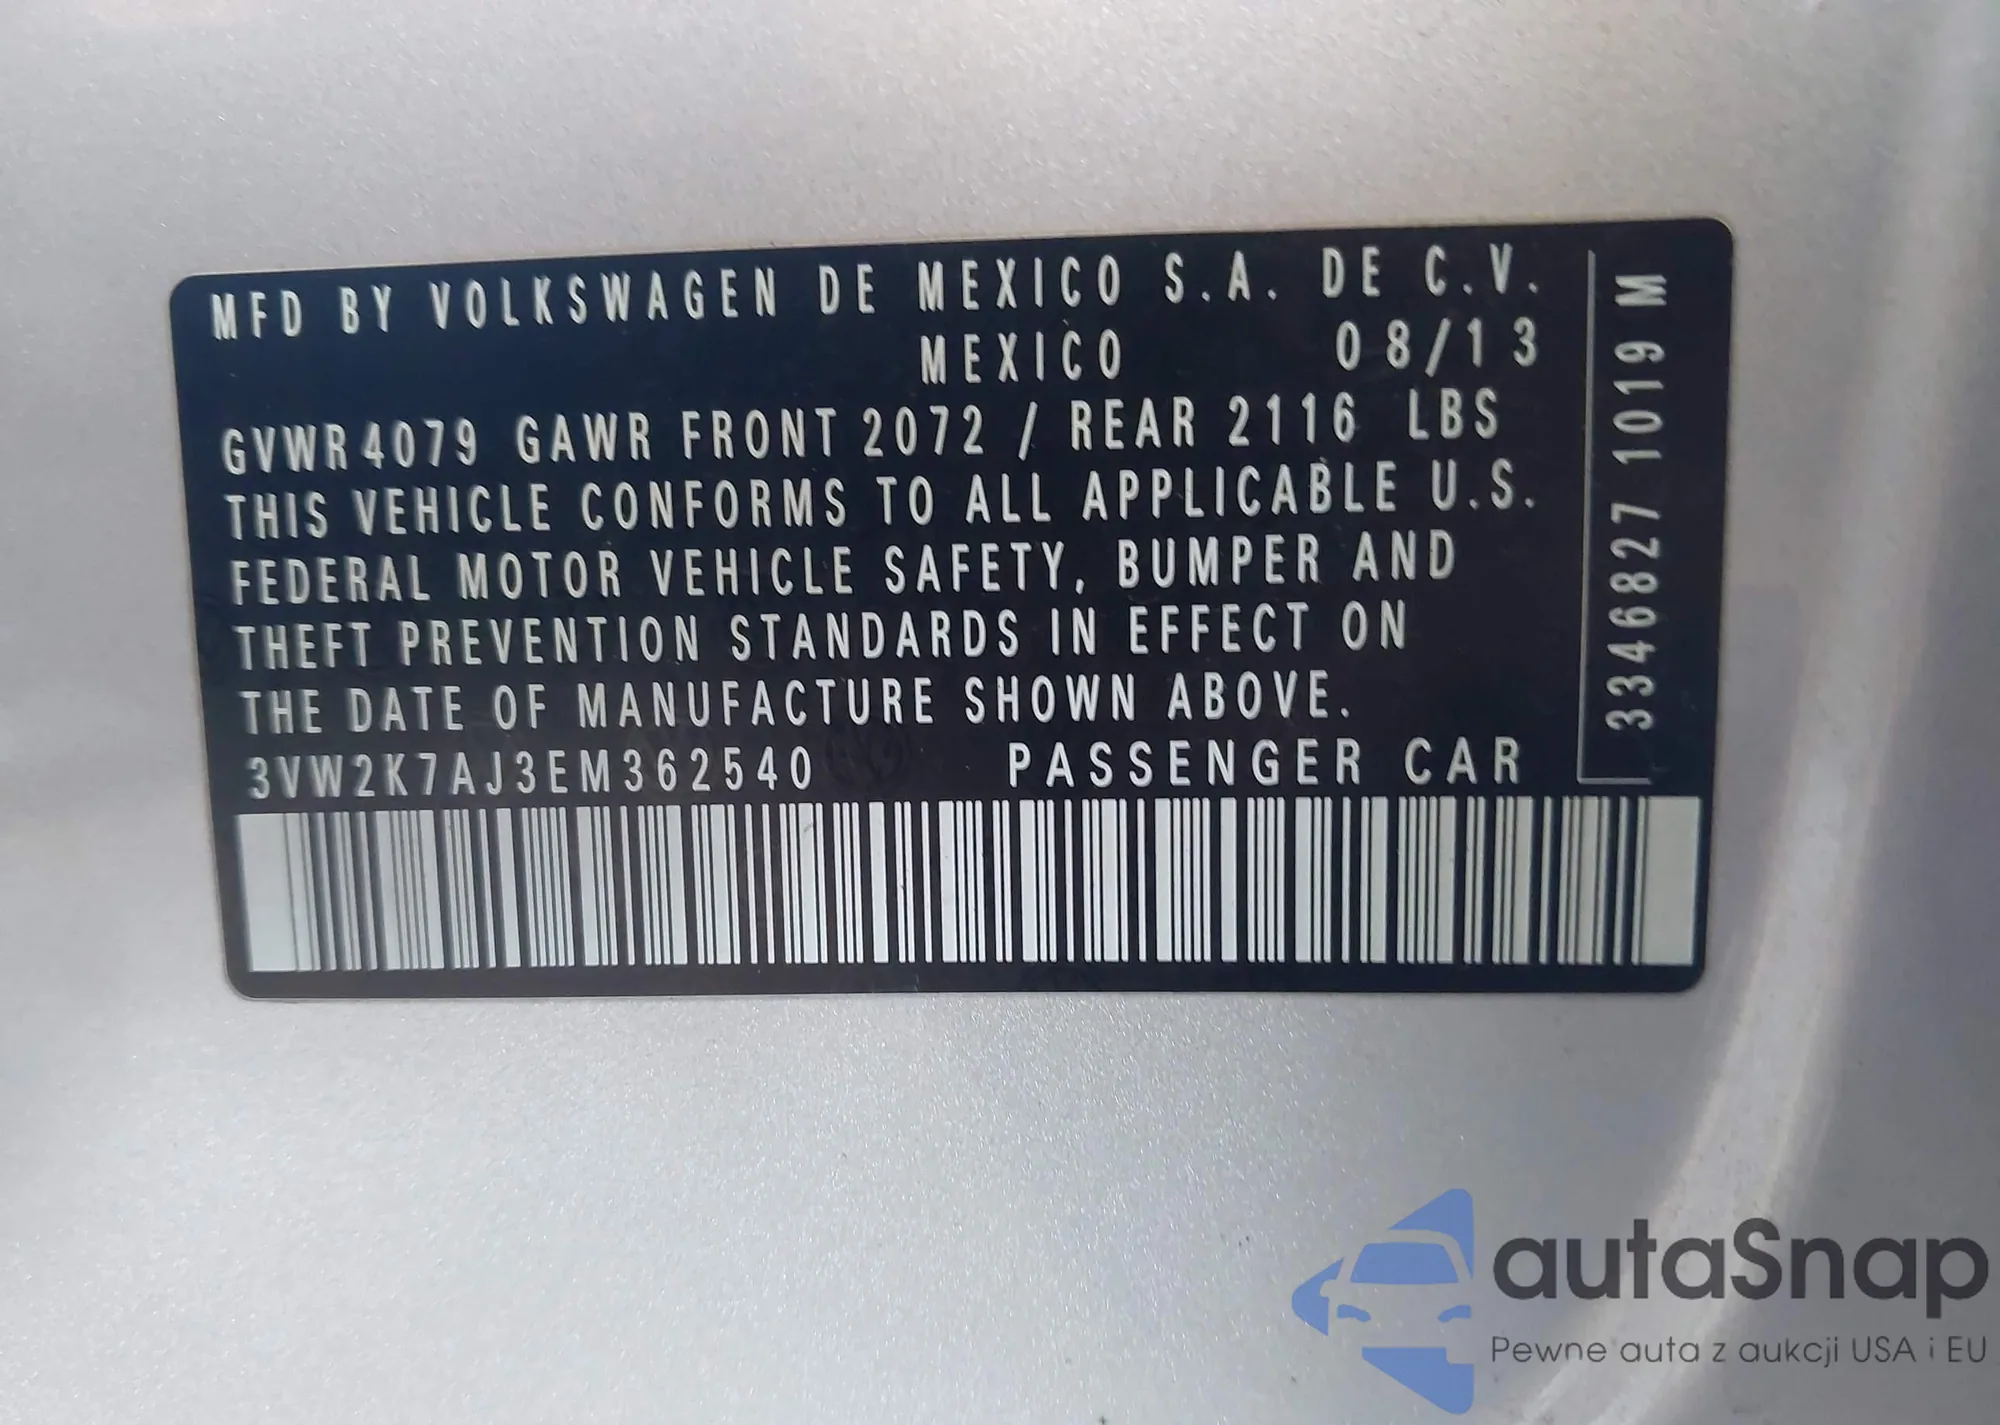 MFD BY VOLKSWAGEN DE MEXICO S.A. DE C.V.
MEXICO 08/13
GVWR 4079 GAWR FRONT 2072 / REAR 2116 LBS
THIS VEHICLE CONFORMS TO ALL APPLICABLE U.S.
FEDERAL MOTOR VEHICLE SAFETY, BUMPER AND
THEFT PREVENTION STANDARDS IN EFFECT ON
THE DATE OF MANUFACTURE SHOWN ABOVE.
3VW2K7AJ3EM362540 PASSENGER CAR
3346827 1019 M
autaSnap
Pewne auta z aukcji USA i EU